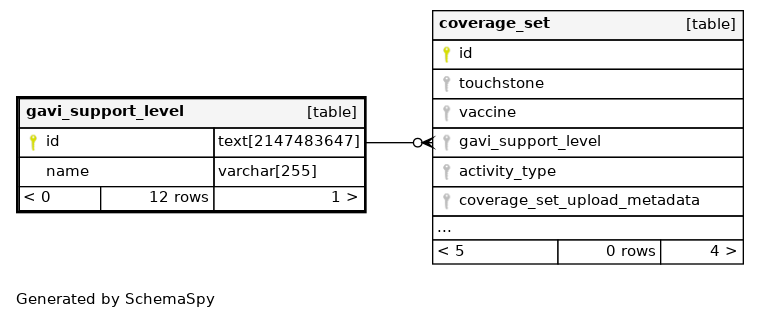 coverage_set [table]
id
touchstone
vaccine
gavi_support_level
activity_type
coverage_set_upload_metadata
...
< 5 0 rows 4 >
gavi_support_level [table]
id text[2147483647]
name varchar[255]
< 0 12 rows 1 >
Generated by SchemaSpy